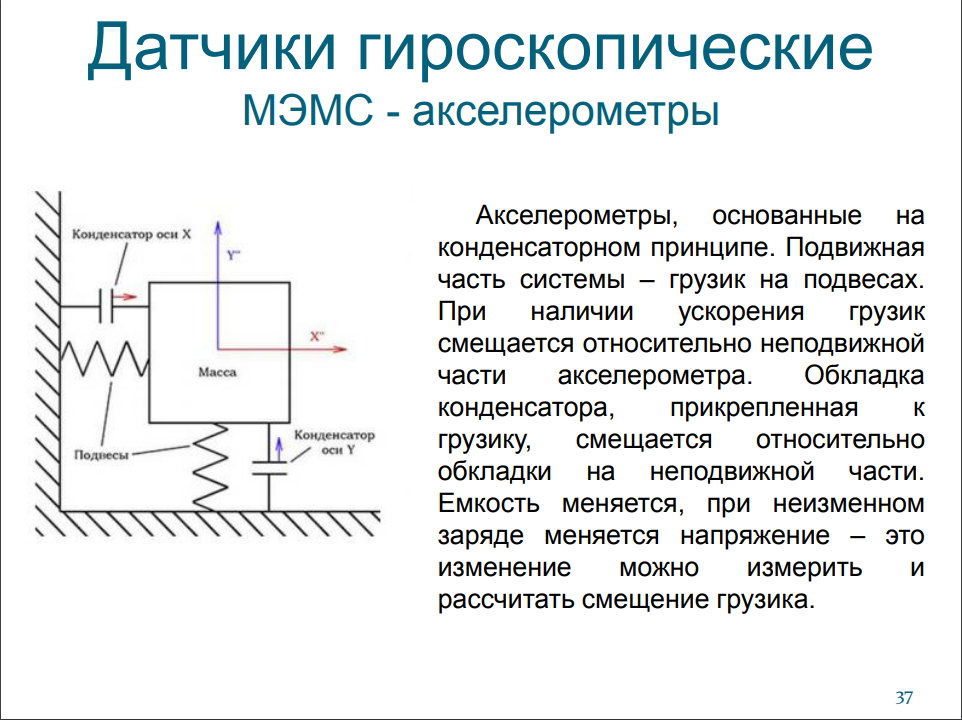 Датчики гироскопические
МЭМС - акселерометры
Конденсатор оси X
Y"
X"
Масса
Подвесы
Конденсатор
оси Y
Акселерометры, основанные на
конденсаторном принципе. Подвижная
часть системы – грузик на подвесах.
При наличии ускорения грузик
смещается относительно неподвижной
части акселерометра. Обкладка
конденсатора, прикрепленная к
грузику, смещается относительно
обкладки на неподвижной части.
Емкость меняется, при неизменном
заряде меняется напряжение – это
изменение можно измерить и
рассчитать смещение грузика.
37